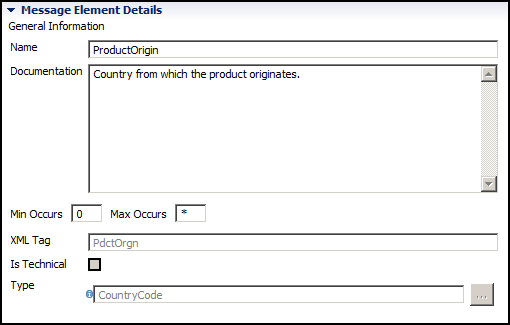 Message Element Details
General Information
Name ProductOrigin
Documentation Country from which the product originates.
Min Occurs 0 Max Occurs *
XML Tag PdctOrgn
Is Technical
Type CountryCode ...